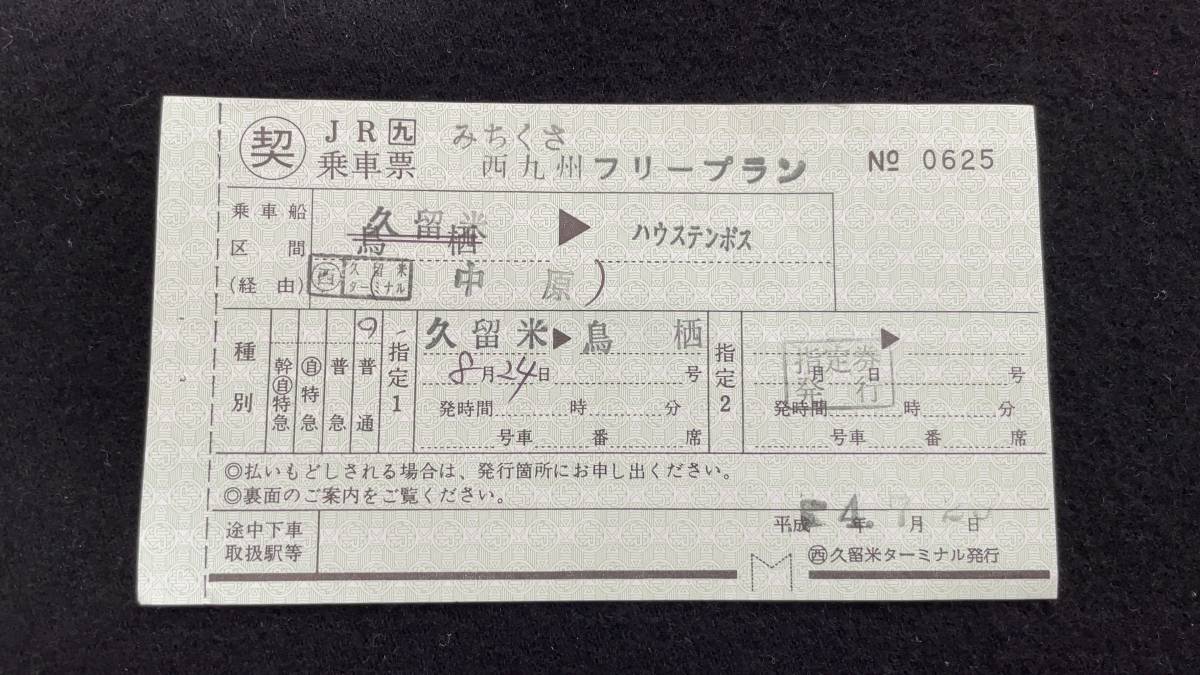 契 JR九 みちくさ
乗車票 西九州フリープラン № 0625
乗車船
区間
(経由)
久留米 ▶ ハウステンボス
鳥栖
西 久留米ターミナル
中原)
種別
幹自特急
自特急
普急
普通 9
指定1
久留米▶鳥栖
8月24日 号
発時間 時 分
号車 番 席
指定2
▶
月 日 号
指定券発行
発時間 時 分
号車 番 席
◎払いもどしされる場合は、発行箇所にお申し出ください。
◎裏面のご案内をご覧ください。
途中下車
取扱駅等
平成 4.年 7 月 日
西久留米ターミナル発行